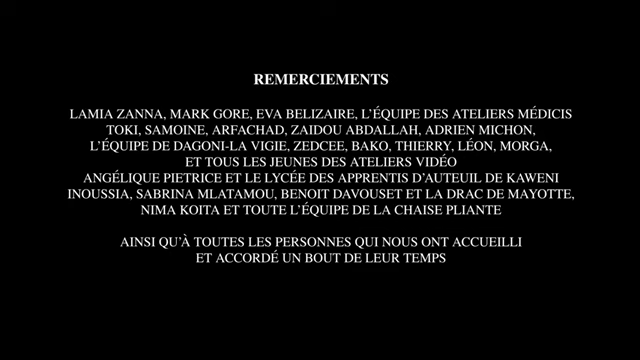 REMERCIEMENTS
LAMIA ZANNA, MARK GORE, EVA BELIZAIRE, L'ÉQUIPE DES ATELIERS MÉDICIS
TOKI, SAMOINE, ARFACHAD, ZAIDOU ABDALLAH, ADRIEN MICHON,
L'ÉQUIPE DE DAGONI-LA VIGIE, ZEDCEE, BAKO, THIERRY, LÉON, MORGA,
ET TOUS LES JEUNES DES ATELIERS VIDÉO
ANGÉLIQUE PIETRICE ET LE LYCÉE DES APPRENTIS D'AUTEUIL DE KAWENI
INOUSSIA, SABRINA MLATAMOU, BENOIT DAVOUSET ET LA DRAC DE MAYOTTE,
NIMA KOITA ET TOUTE L'ÉQUIPE DE LA CHAISE PLIANTE
AINSI QU'À TOUTES LES PERSONNES QUI NOUS ONT ACCUEILLI
ET ACCORDÉ UN BOUT DE LEUR TEMPS